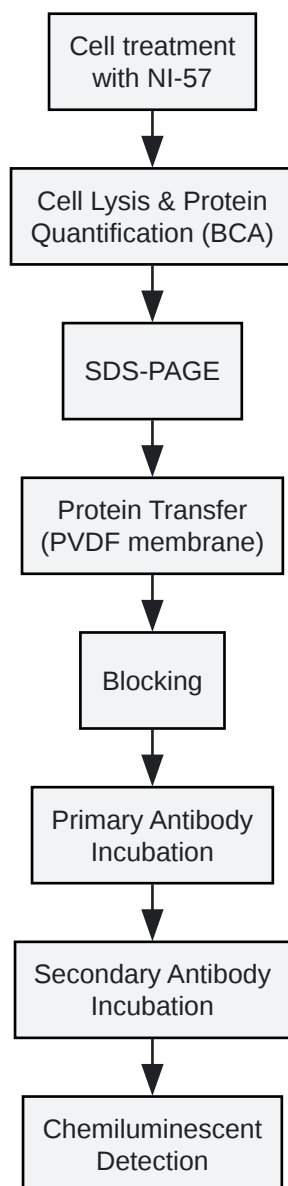 Cell treatment
with NI-57
Cell Lysis & Protein
Quantification (BCA)
SDS-PAGE
Protein Transfer
(PVDF membrane)
Blocking
Primary Antibody
Incubation
Secondary Antibody
Incubation
Chemiluminescent
Detection